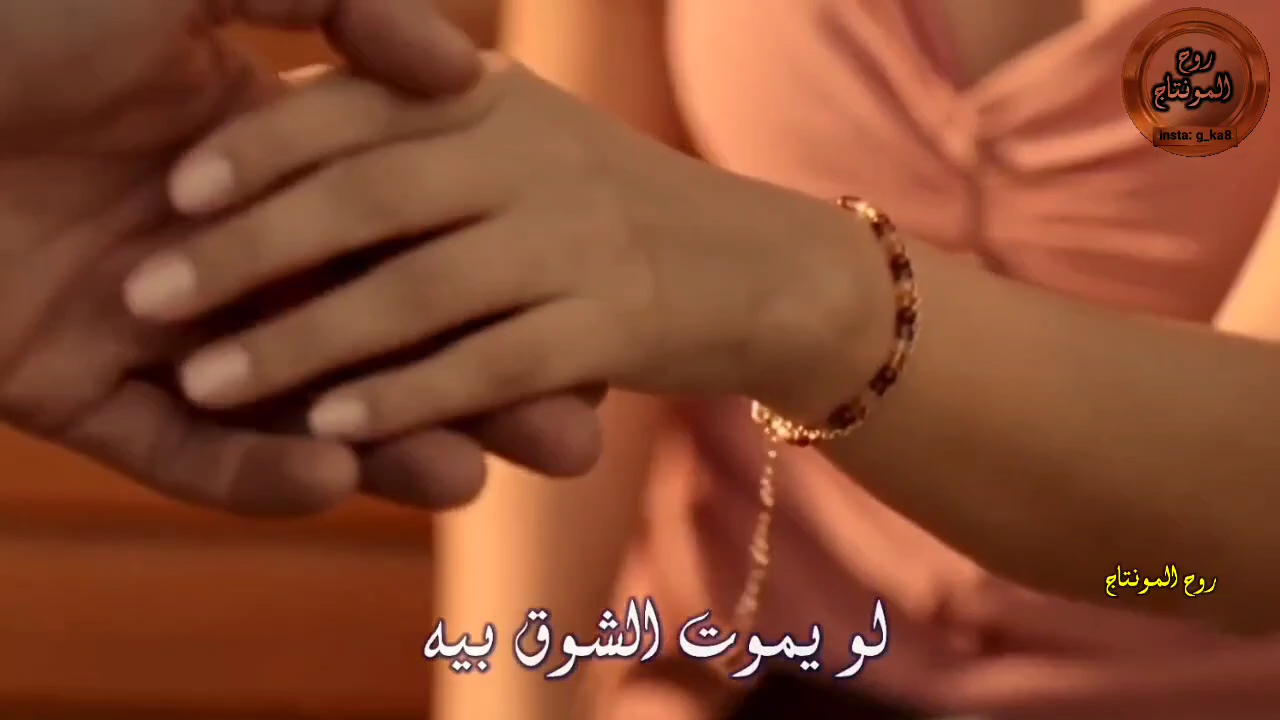 روح
المونتاج
insta: g_ka8
روح المونتاج
لو يموت الشوق بيه